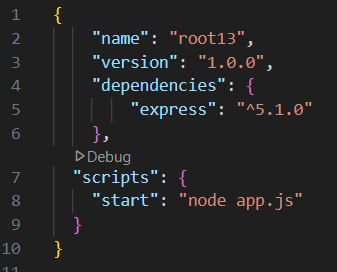 1 {
2 "name": "root13",
3 "version": "1.0.0",
4 "dependencies": {
5 "express": "^5.1.0"
6 },
Debug
7 "scripts": {
8 "start": "node app.js"
9 }
10 }
11